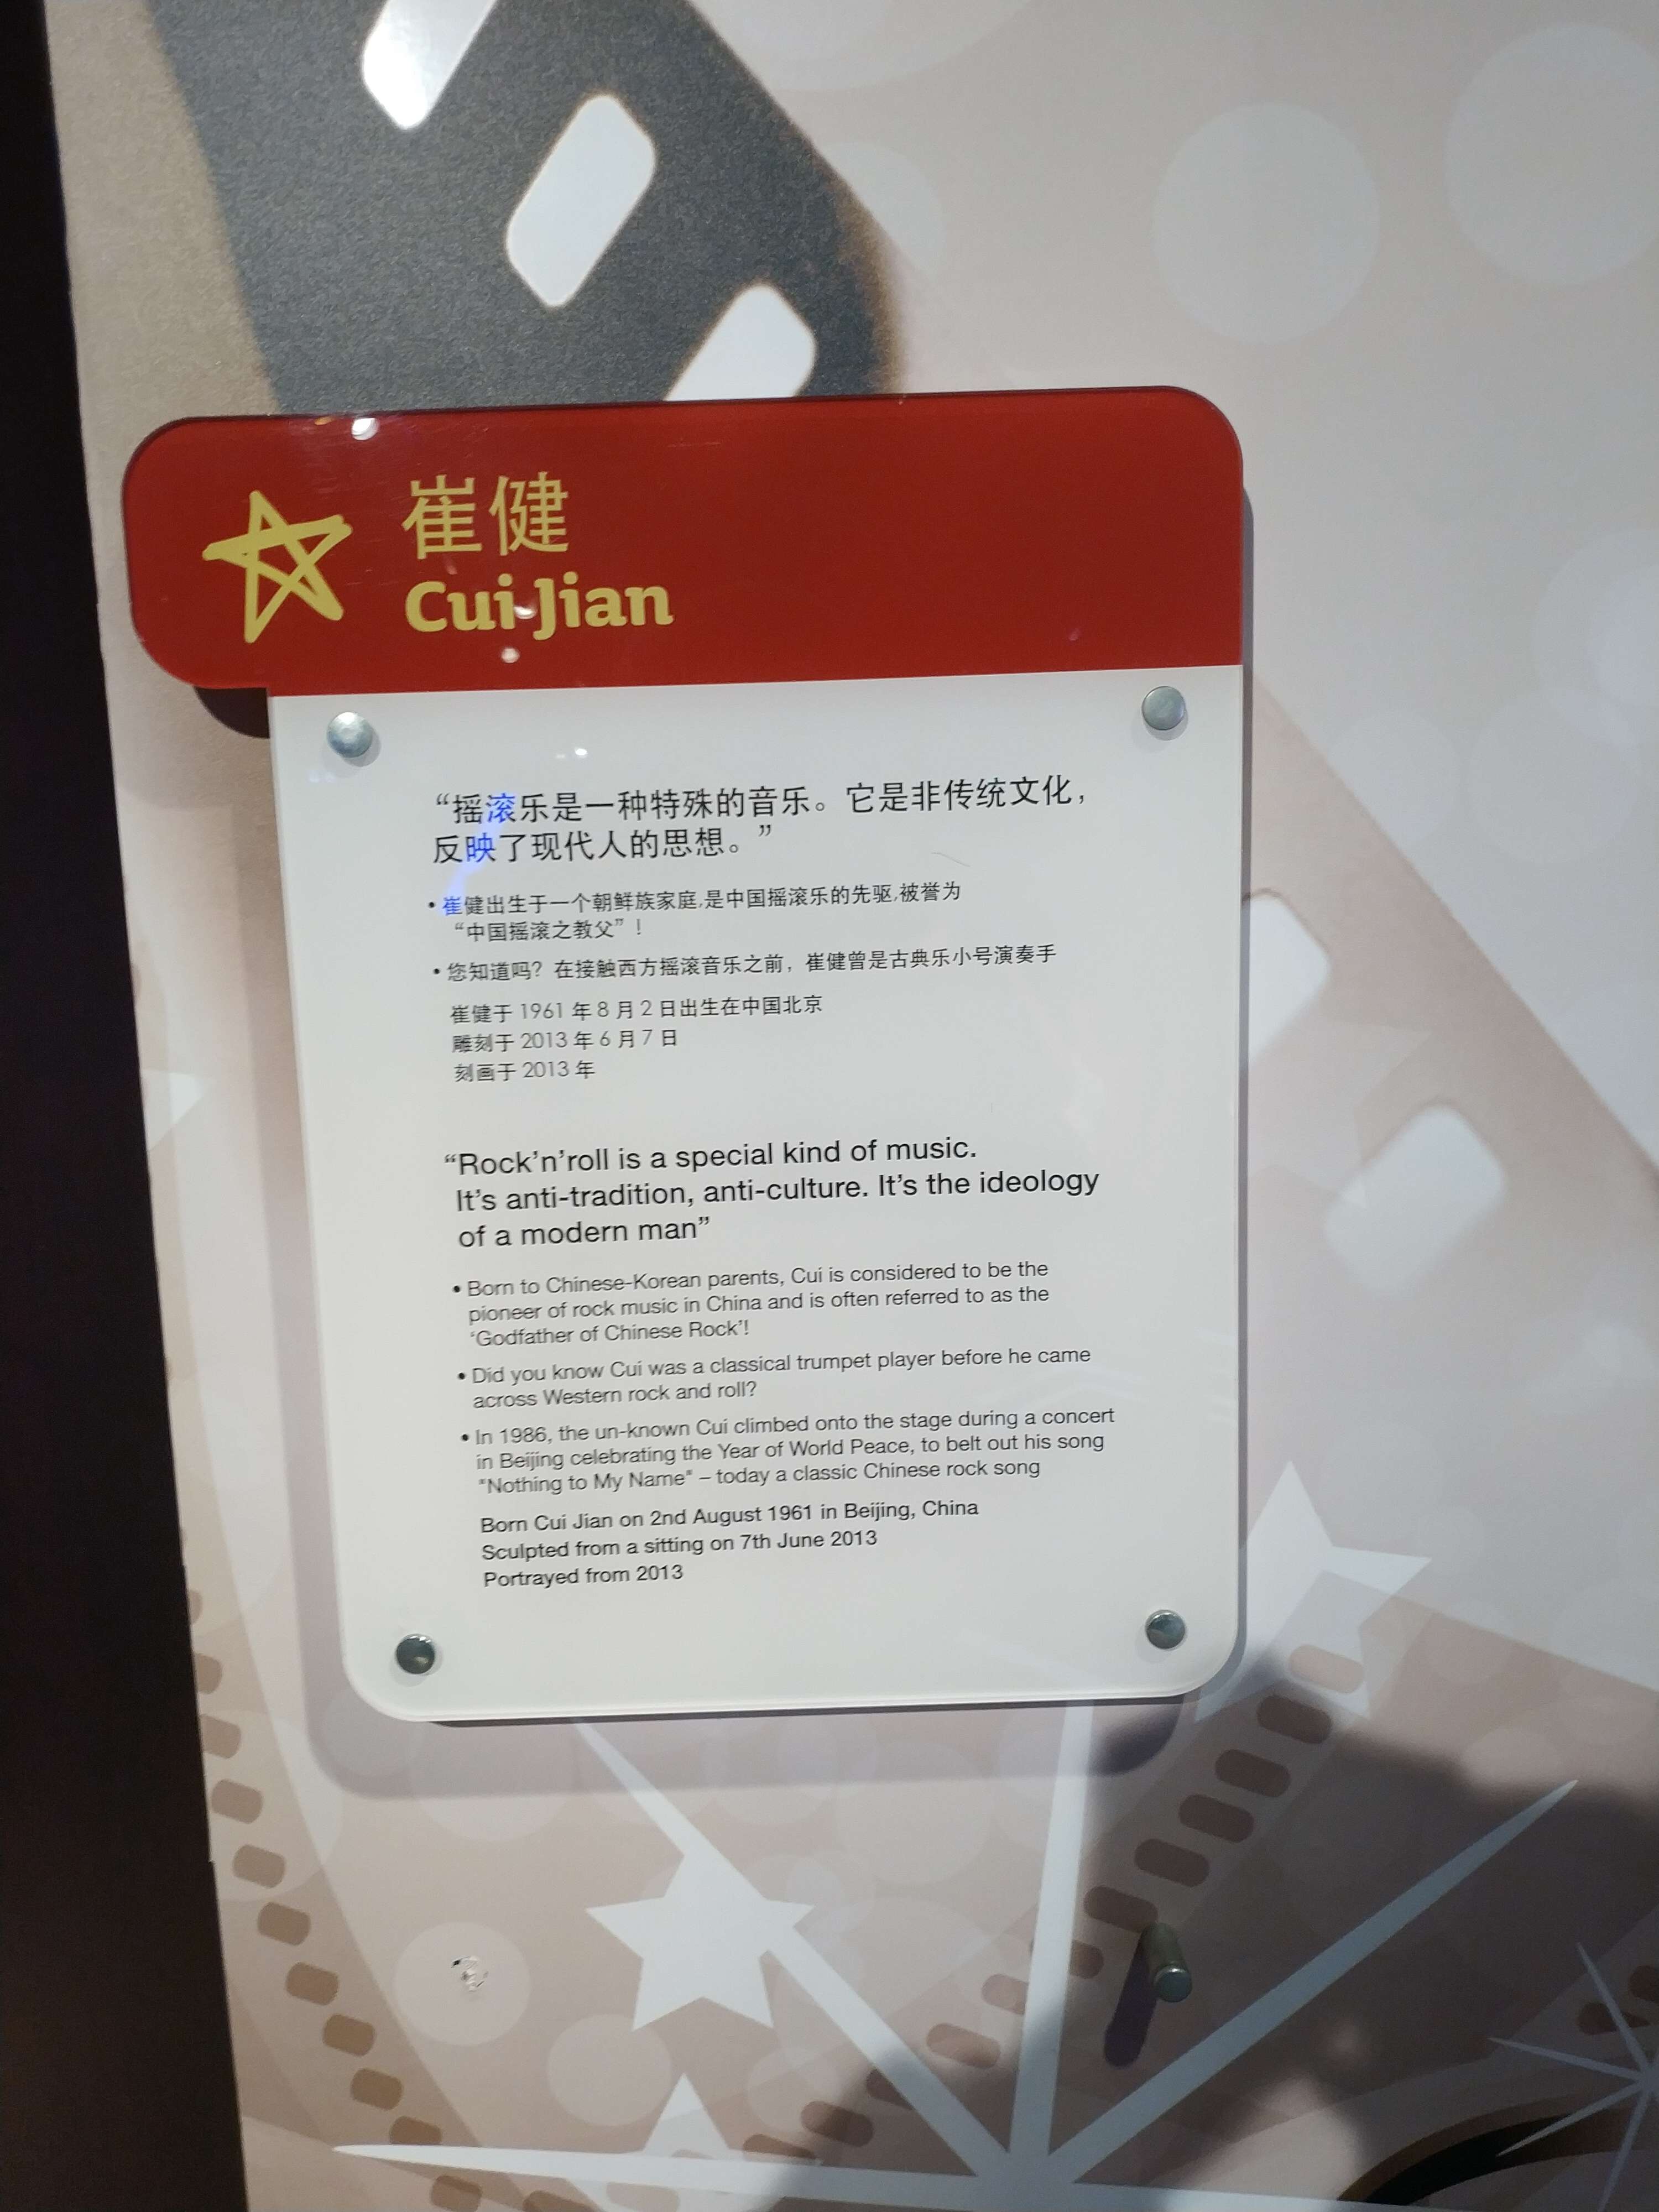 崔健
Cui Jian
“摇滚乐是一种特殊的音乐。它是非传统文化，
反映了现代人的思想。”
• 崔健出生于一个朝鲜族家庭,是中国摇滚乐的先驱,被誉为
“中国摇滚之教父”！
• 您知道吗？在接触西方摇滚音乐之前，崔健曾是古典乐小号演奏手
崔健于 1961 年 8 月 2 日出生在中国北京
雕刻于 2013 年 6 月 7 日
刻画于 2013 年
“Rock’n’roll is a special kind of music.
It’s anti-tradition, anti-culture. It’s the ideology
of a modern man”
• Born to Chinese-Korean parents, Cui is considered to be the
pioneer of rock music in China and is often referred to as the
‘Godfather of Chinese Rock’!
• Did you know Cui was a classical trumpet player before he came
across Western rock and roll?
• In 1986, the un-known Cui climbed onto the stage during a concert
in Beijing celebrating the Year of World Peace, to belt out his song
"Nothing to My Name" – today a classic Chinese rock song
Born Cui Jian on 2nd August 1961 in Beijing, China
Sculpted from a sitting on 7th June 2013
Portrayed from 2013